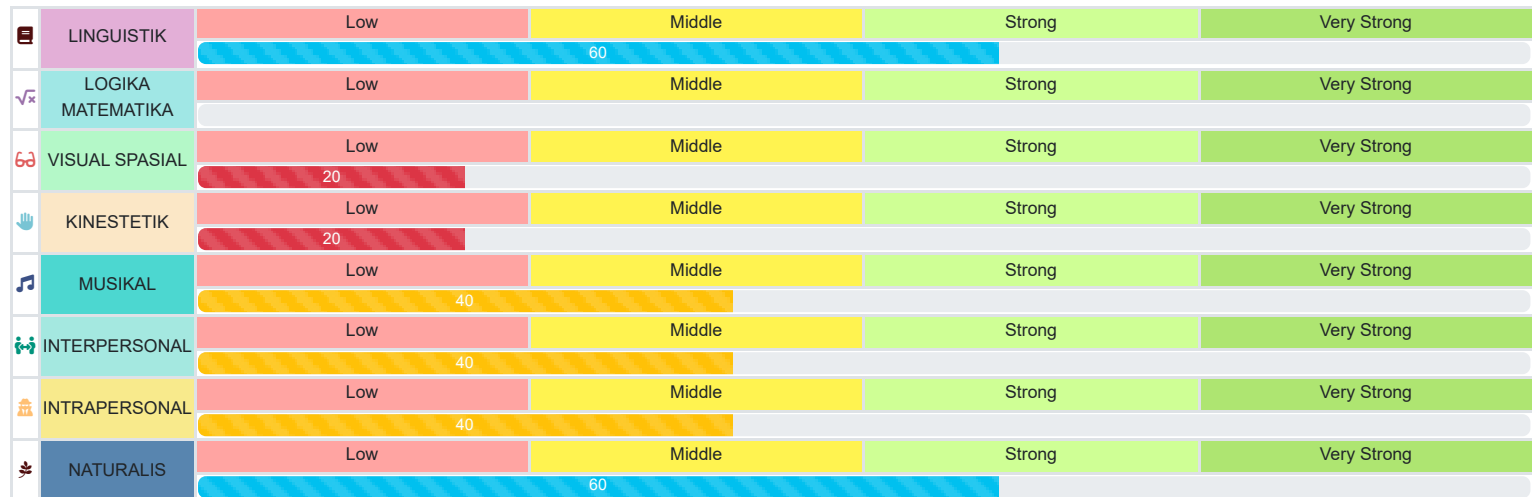 LINGUISTIK
Low Middle Strong Very Strong
60
LOGIKA
MATEMATIKA
Low Middle Strong Very Strong
VISUAL SPASIAL
Low Middle Strong Very Strong
20
KINESTETIK
Low Middle Strong Very Strong
20
MUSIKAL
Low Middle Strong Very Strong
40
INTERPERSONAL
Low Middle Strong Very Strong
40
INTRAPERSONAL
Low Middle Strong Very Strong
40
NATURALIS
Low Middle Strong Very Strong
60